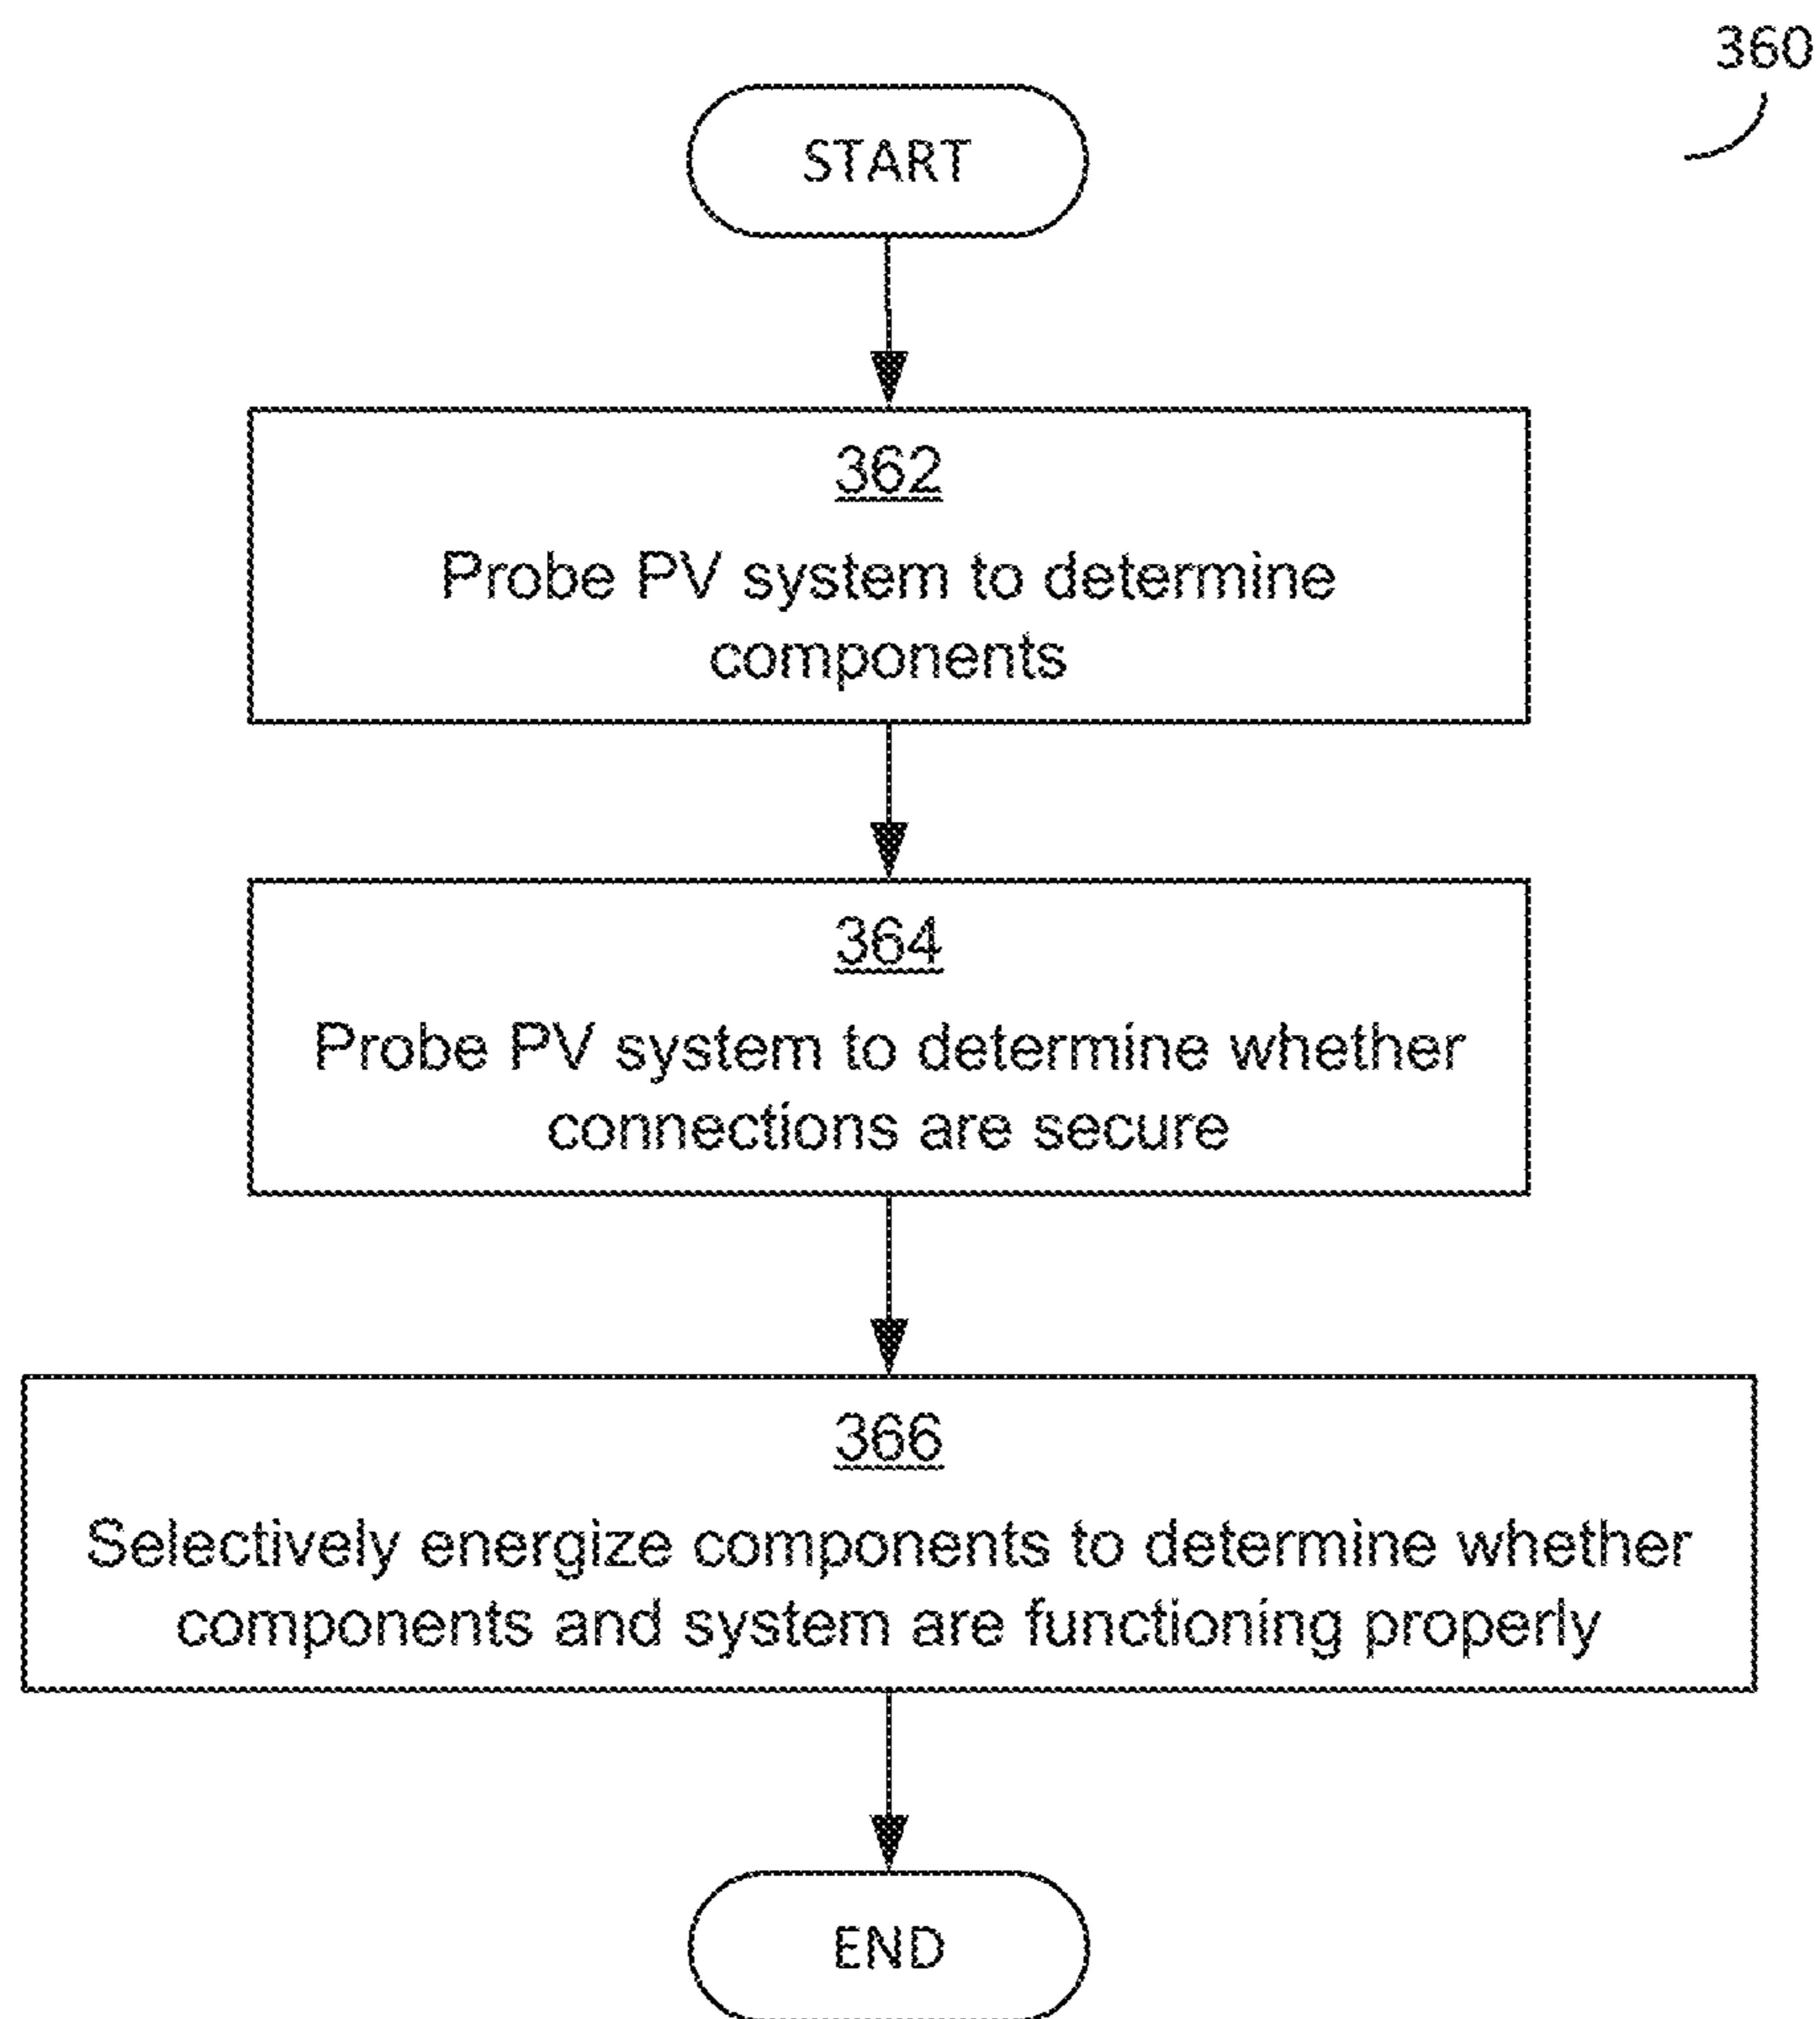 360
START
362
Probe PV system to determine
components
364
Probe PV system to determine whether
connections are secure
366
Selectively energize components to determine whether
components and system are functioning properly
END